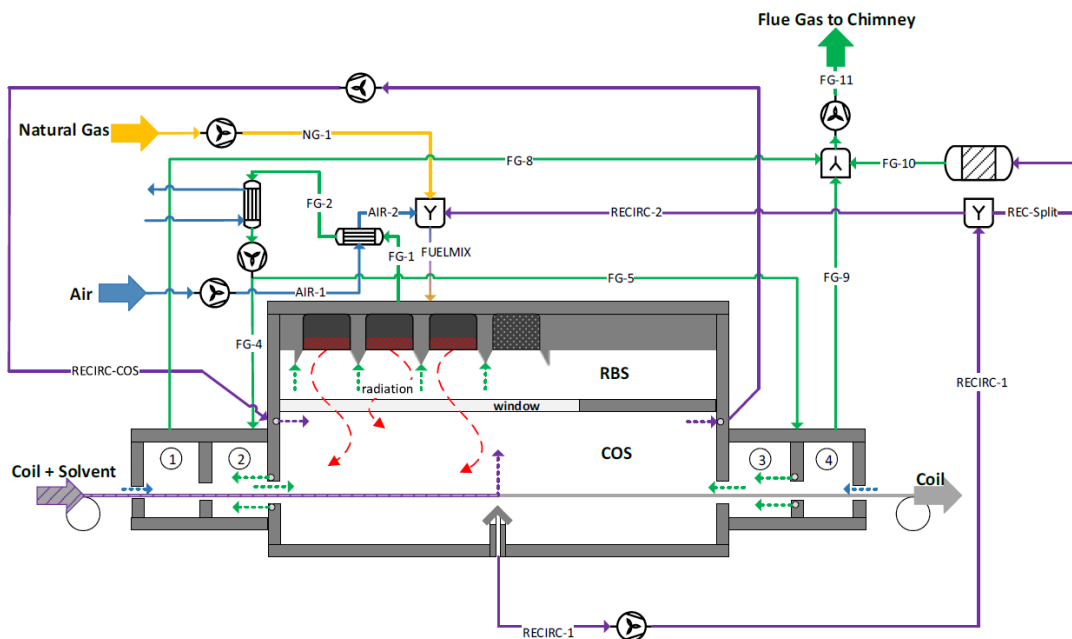 Flue Gas to Chimney
FG-11
Natural Gas
NG-1
FG-8
FG-10
FG-2
AIR-2
RECIRC-2
REC-Split
FUELMIX
FG-1
Air
AIR-1
FG-5
FG-9
FG-4
RECIRC-COS
radiation
RBS
RECIRC-1
window
1
2
COS
3
4
Coil + Solvent
Coil
RECIRC-1